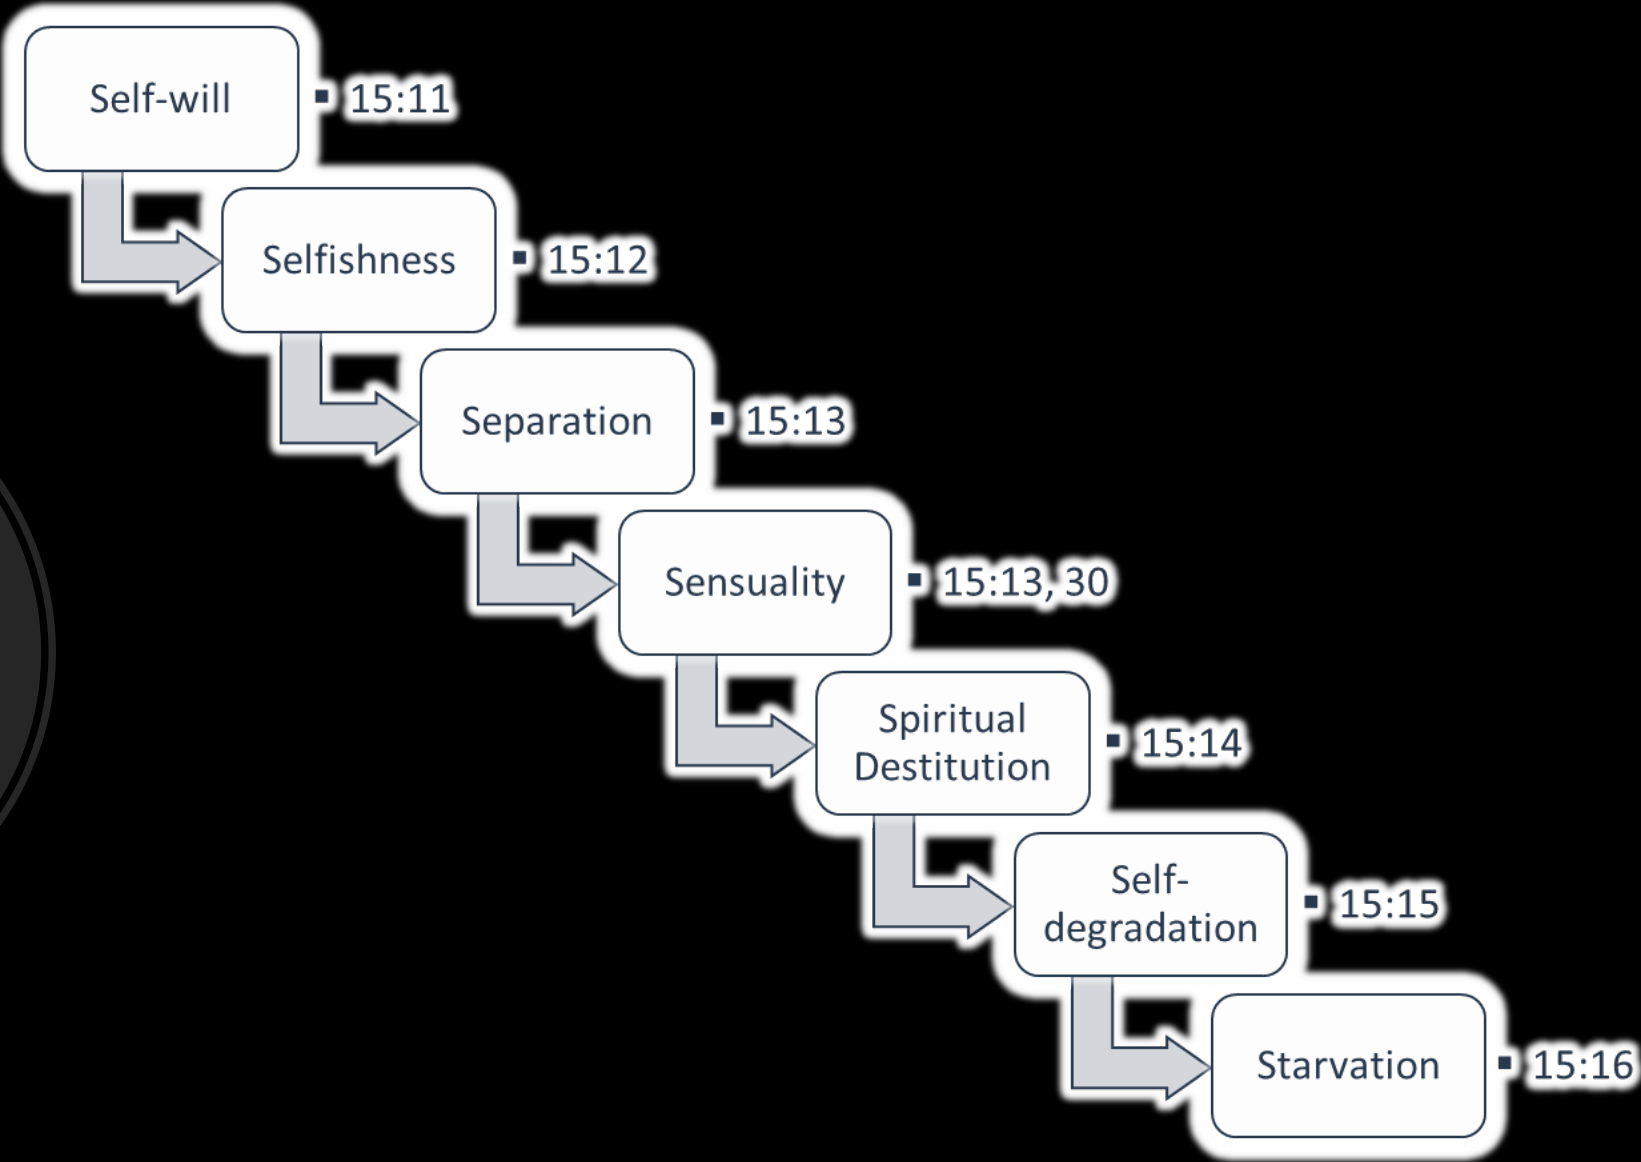 Self-will
▪ 15:11
Selfishness
▪ 15:12
Separation
▪ 15:13
Sensuality
▪ 15:13, 30
Spiritual
Destitution
▪ 15:14
Self-
degradation
▪ 15:15
Starvation
▪ 15:16